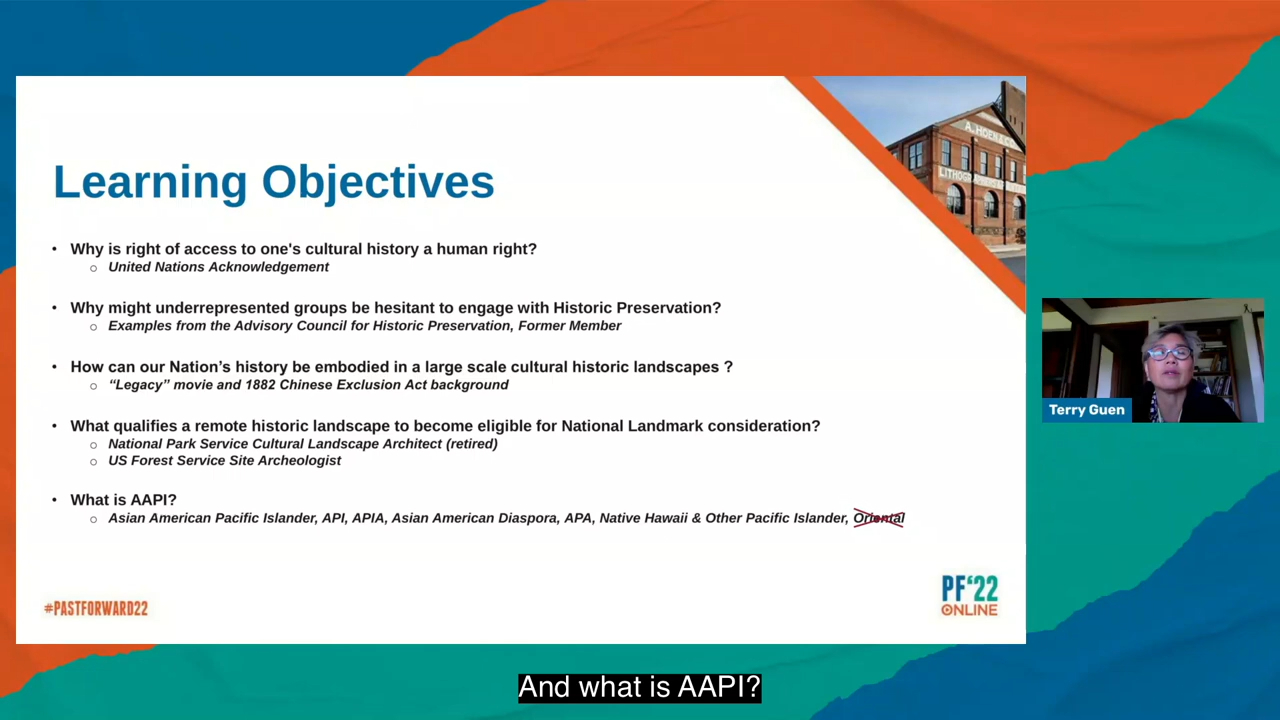 A. HOEN & CO.
LITHOGRAPHERS
Learning Objectives
• Why is right of access to one's cultural history a human right?
o United Nations Acknowledgement
• Why might underrepresented groups be hesitant to engage with Historic Preservation?
o Examples from the Advisory Council for Historic Preservation, Former Member
• How can our Nation’s history be embodied in a large scale cultural historic landscapes ?
o “Legacy” movie and 1882 Chinese Exclusion Act background
• What qualifies a remote historic landscape to become eligible for National Landmark consideration?
o National Park Service Cultural Landscape Architect (retired)
o US Forest Service Site Archeologist
• What is AAPI?
o Asian American Pacific Islander, API, APIA, Asian American Diaspora, APA, Native Hawaii & Other Pacific Islander, Oriental
Terry Guen
#PASTFORWARD22
PF‘22
ONLINE
And what is AAPI?